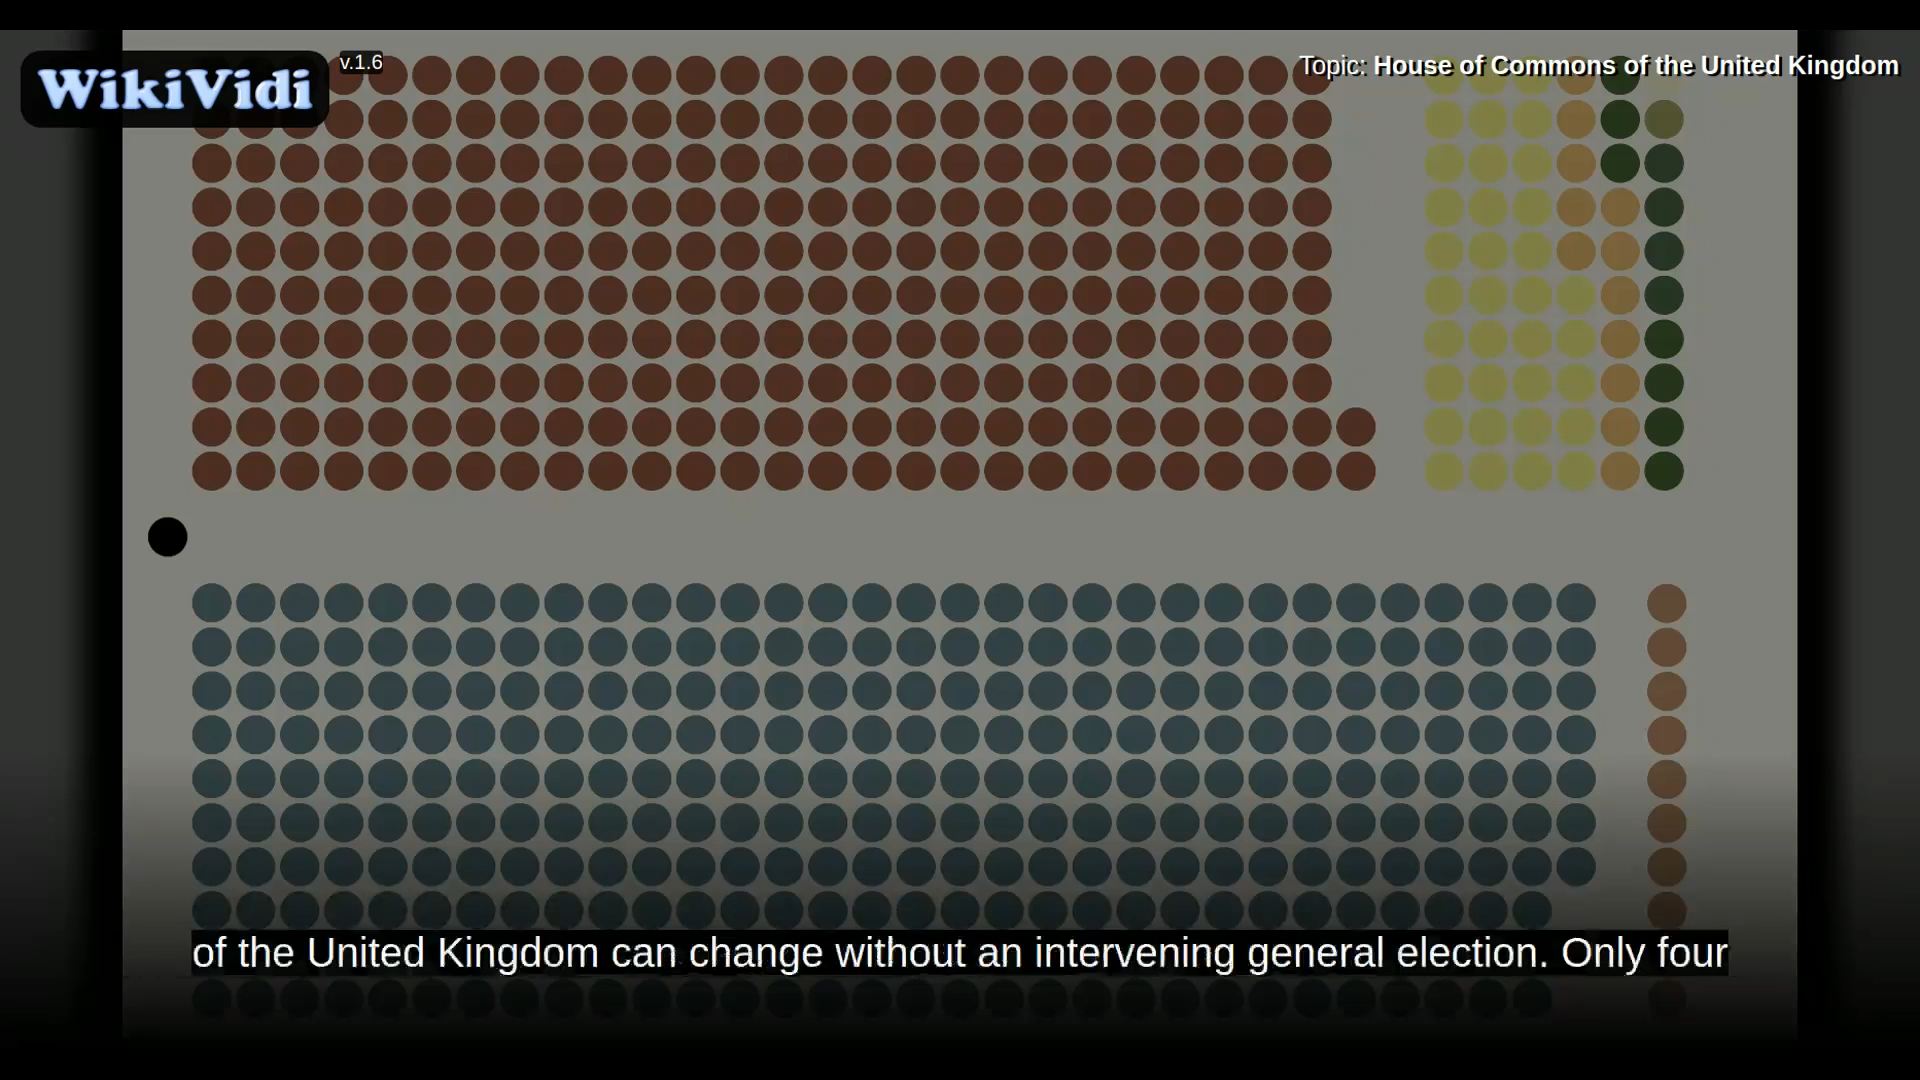 WikiVidi
v.1.6
Topic: House of Commons of the United Kingdom
of the United Kingdom can change without an intervening general election. Only four